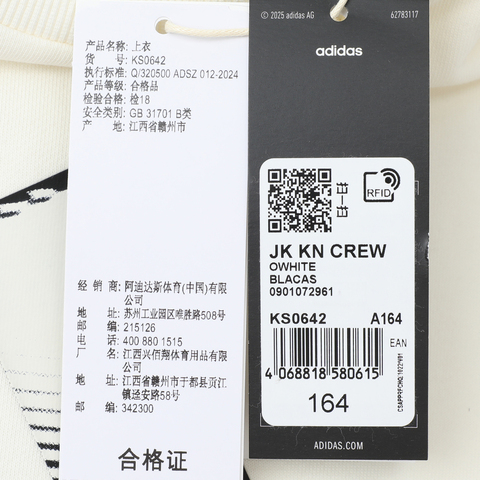 产品名称: 上衣
货 号: KS0642
执行标准: Q/320500 ADSZ 012-2024
产品等级: 合格品
检验合格: 检18
安全类别: GB 31701 B类
产 地: 江西省赣州市
经 销 商: 阿迪达斯体育(中国)有限公司
地址: 苏州工业园区唯胜路508号
邮编: 215126
电话: 400 880 1515
厂名: 江西兴佰翔体育用品有限公司
地址: 江西省赣州市于都县贡江镇迳安路58号
邮编: 342300
合格证
© 2025 adidas AG
62783117
adidas
RFID
JK KN CREW
OWHITE
BLACAS
0901072961
KS0642 A164
EAN
4 068818 580615
164
ADIDAS.COM